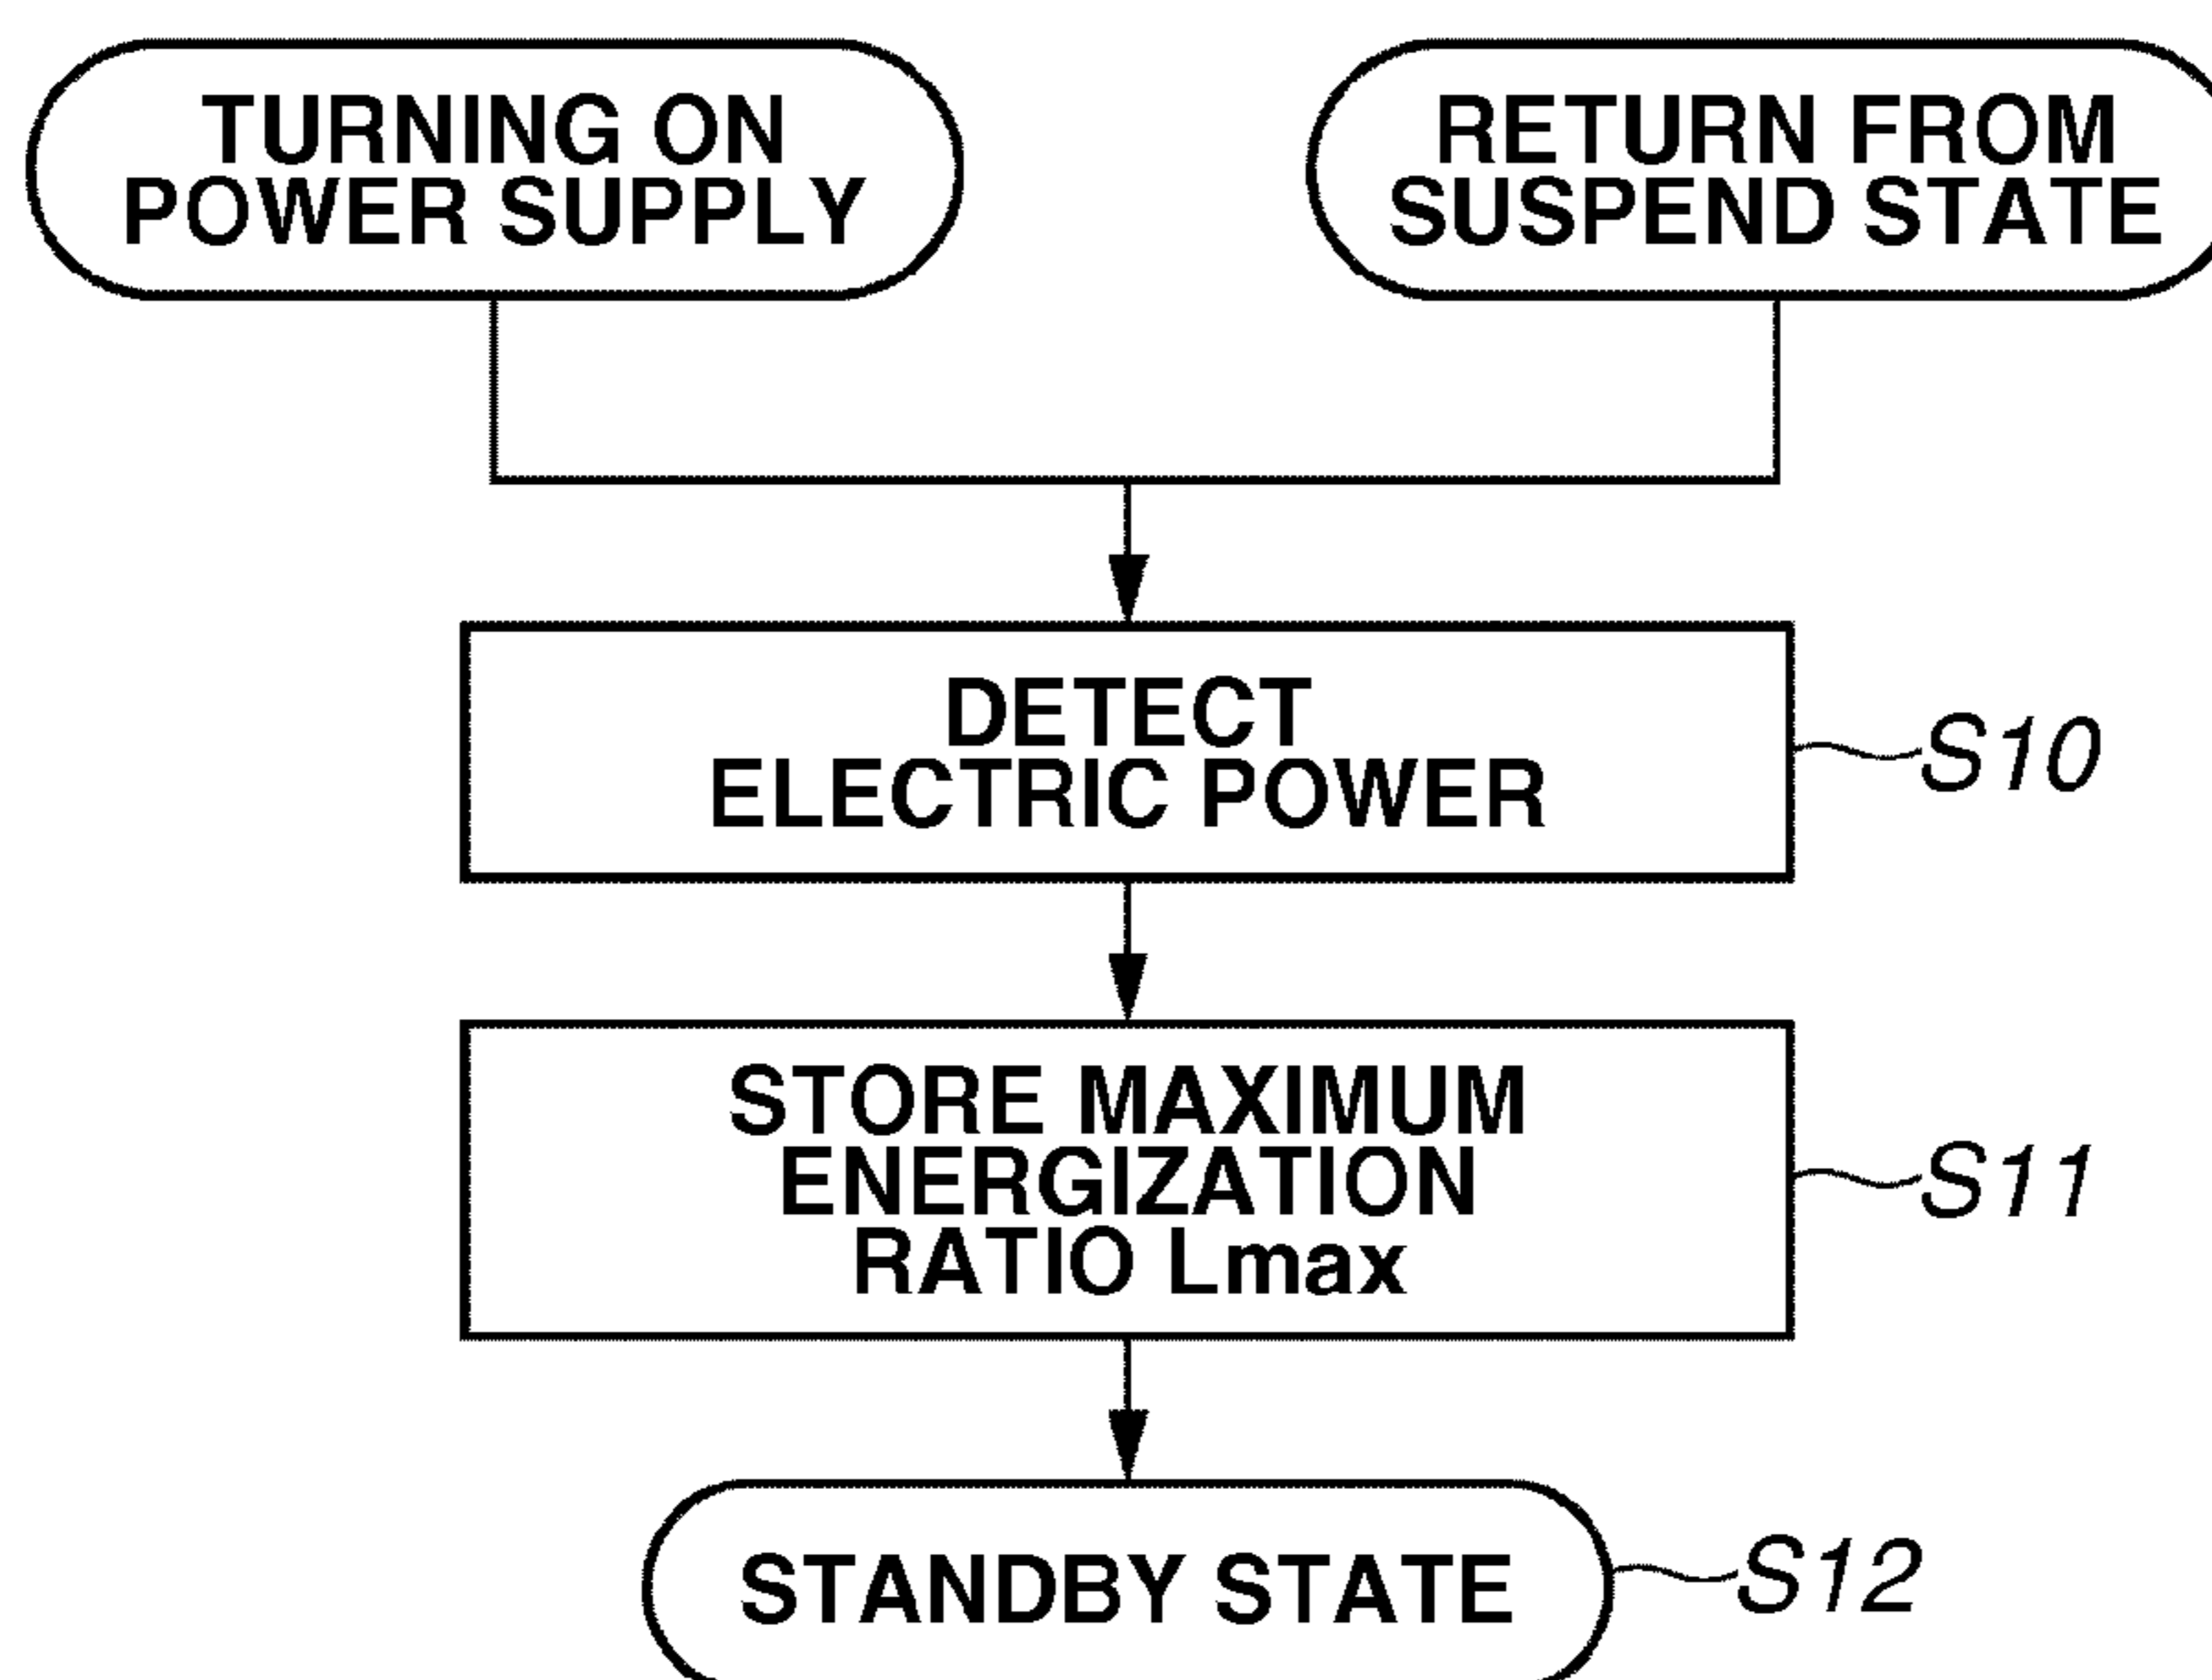 TURNING ON
POWER SUPPLY
RETURN FROM
SUSPEND STATE
DETECT
ELECTRIC POWER
S10
STORE MAXIMUM
ENERGIZATION
RATIO Lmax
S11
STANDBY STATE
S12